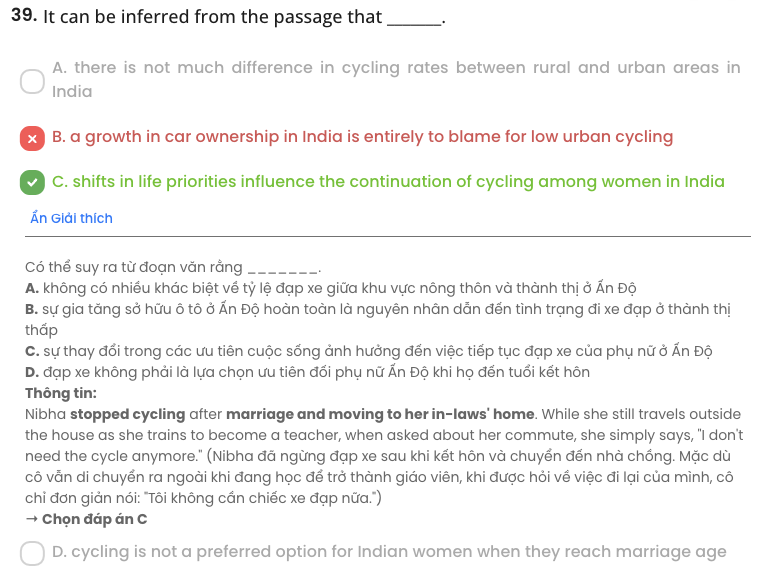 39. It can be inferred from the passage that _______.
A. there is not much difference in cycling rates between rural and urban areas in
India
B. a growth in car ownership in India is entirely to blame for low urban cycling
C. shifts in life priorities influence the continuation of cycling among women in India
Ẩn Giải thích
Có thể suy ra từ đoạn văn rằng _______.
A. không có nhiều khác biệt về tỷ lệ đạp xe giữa khu vực nông thôn và thành thị ở Ấn Độ
B. sự gia tăng sở hữu ô tô ở Ấn Độ hoàn toàn là nguyên nhân dẫn đến tình trạng đi xe đạp ở thành thị
thấp
C. sự thay đổi trong các ưu tiên cuộc sống ảnh hưởng đến việc tiếp tục đạp xe của phụ nữ ở Ấn Độ
D. đạp xe không phải là lựa chọn ưu tiên đối phụ nữ Ấn Độ khi họ đến tuổi kết hôn
Thông tin:
Nibha stopped cycling after marriage and moving to her in-laws' home. While she still travels outside
the house as she trains to become a teacher, when asked about her commute, she simply says, "I don't
need the cycle anymore." (Nibha đã ngừng đạp xe sau khi kết hôn và chuyển đến nhà chồng. Mặc dù
cô vẫn di chuyển ra ngoài khi đang học để trở thành giáo viên, khi được hỏi về việc đi lại của mình, cô
chỉ đơn giản nói: "Tôi không cần chiếc xe đạp nữa.")
→ Chọn đáp án C
D. cycling is not a preferred option for Indian women when they reach marriage age